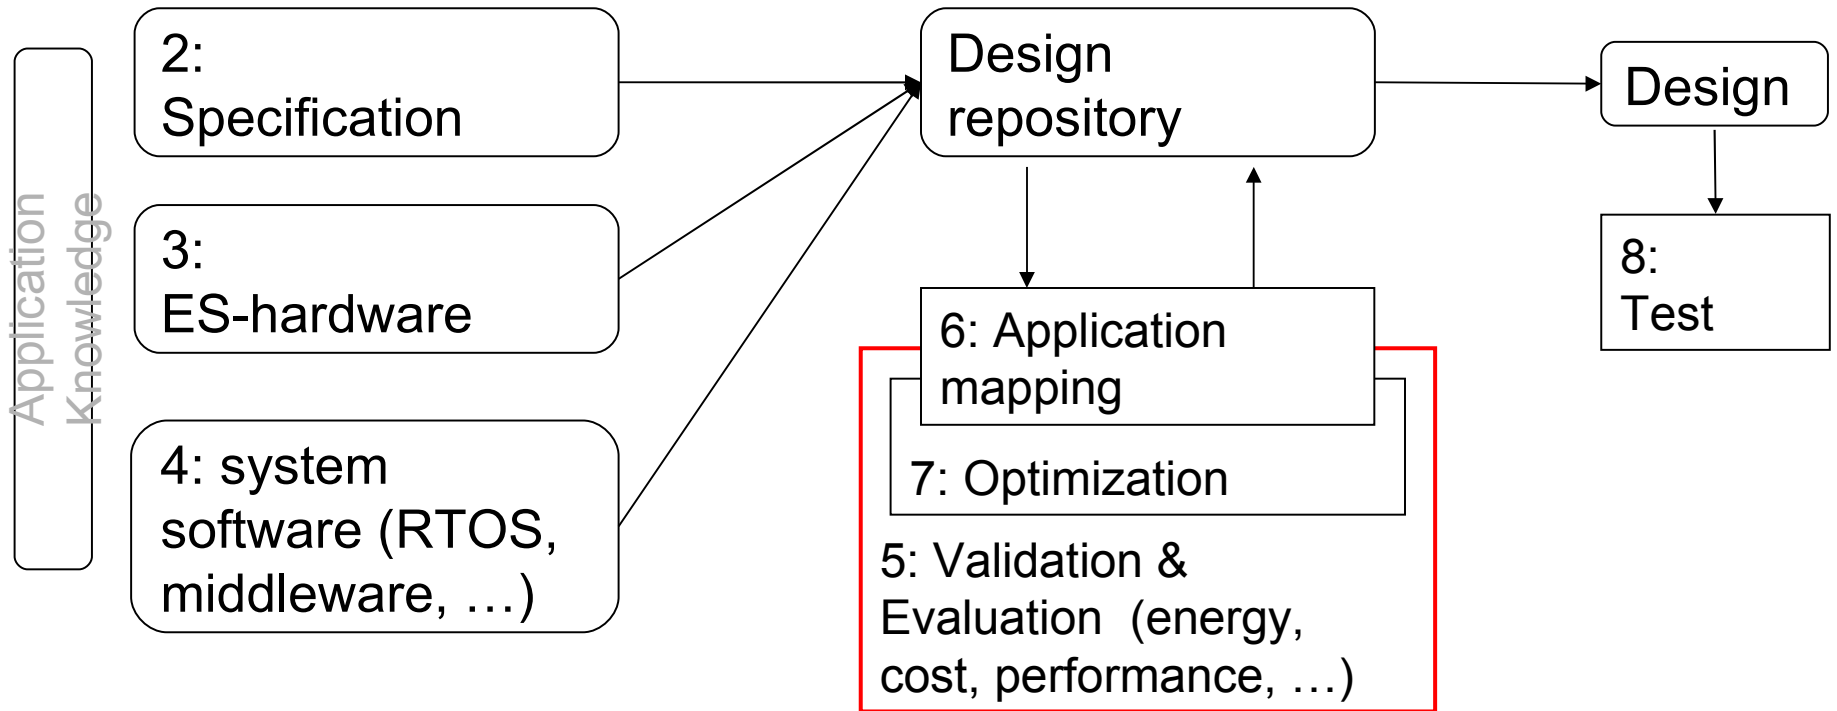 Application
Knowledge
2:
Specification
3:
ES-hardware
4: system
software (RTOS,
middleware, …)
Design
repository
6: Application
mapping
7: Optimization
5: Validation &
Evaluation  (energy,
cost, performance, …)
Design
8:
Test